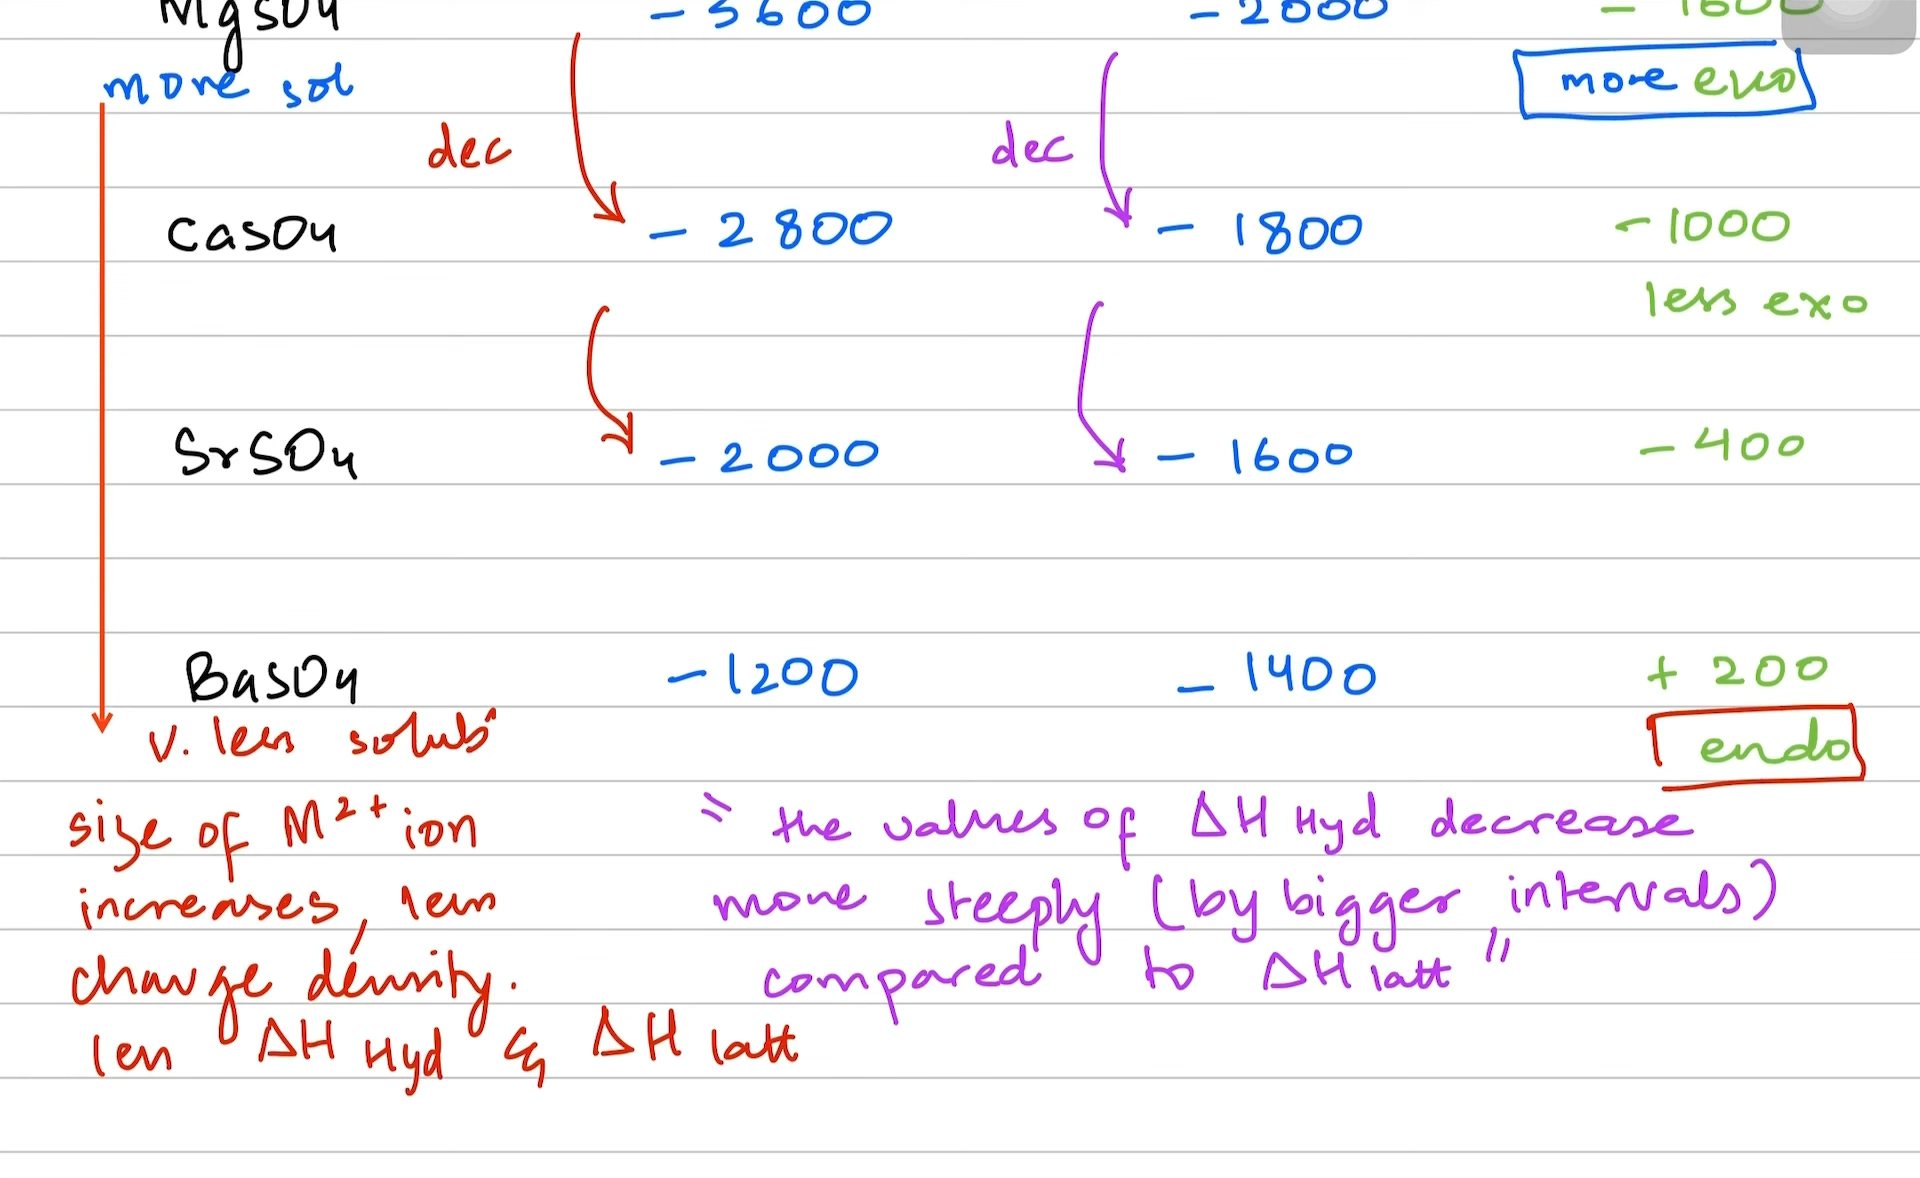 MgSO4 - 3600 - 2000 - 1600
more sol more exo
dec dec
CaSO4 - 2800 - 1800 - 1000
less exo
SrSO4 - 2000 - 1600 - 400
BaSO4 - 1200 - 1400 + 200
v. less solub endo
size of M²⁺ ion
increases, less
charge density.
less ΔH Hyd & ΔH latt
" the values of ΔH Hyd decrease
more steeply (by bigger intervals)
compared to ΔH latt "